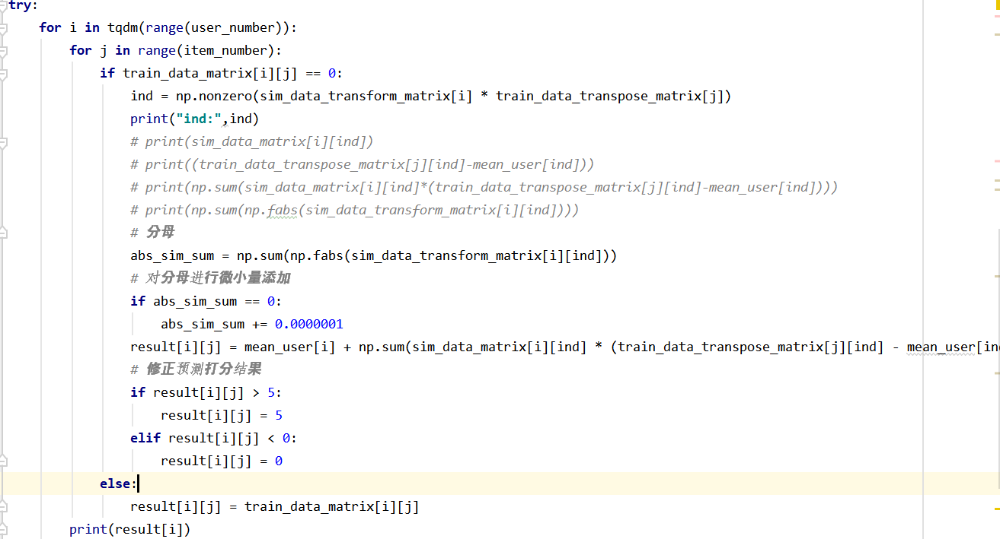 try:
    for i in tqdm(range(user_number)):
        for j in range(item_number):
            if train_data_matrix[i][j] == 0:
                ind = np.nonzero(sim_data_transform_matrix[i] * train_data_transpose_matrix[j])
                print("ind:",ind)
                # print(sim_data_matrix[i][ind])
                # print((train_data_transpose_matrix[j][ind]-mean_user[ind]))
                # print(np.sum(sim_data_matrix[i][ind]*(train_data_transpose_matrix[j][ind]-mean_user[ind])))
                # print(np.sum(np.fabs(sim_data_transform_matrix[i][ind])))
                # 分母
                abs_sim_sum = np.sum(np.fabs(sim_data_transform_matrix[i][ind]))
                # 对分母进行微小量添加
                if abs_sim_sum == 0:
                    abs_sim_sum += 0.0000001
                result[i][j] = mean_user[i] + np.sum(sim_data_matrix[i][ind] * (train_data_transpose_matrix[j][ind] - mean_user[in
                # 修正预测打分结果
                if result[i][j] > 5:
                    result[i][j] = 5
                elif result[i][j] < 0:
                    result[i][j] = 0
            else:
                result[i][j] = train_data_matrix[i][j]
        print(result[i])